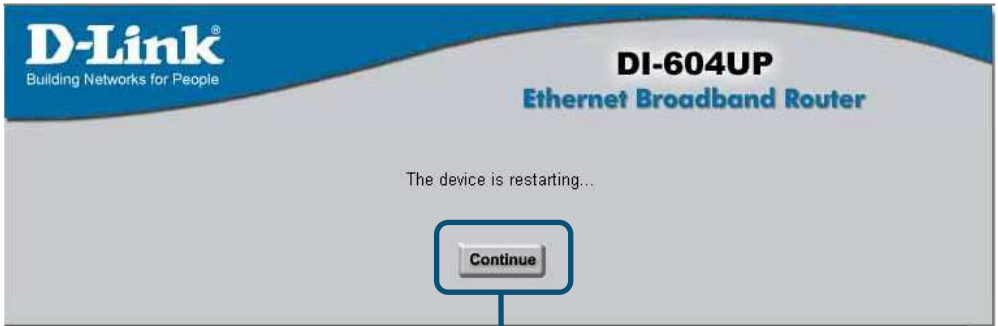 D-Link®
Building Networks for People
DI-604UP
Ethernet Broadband Router
The device is restarting...
Continue